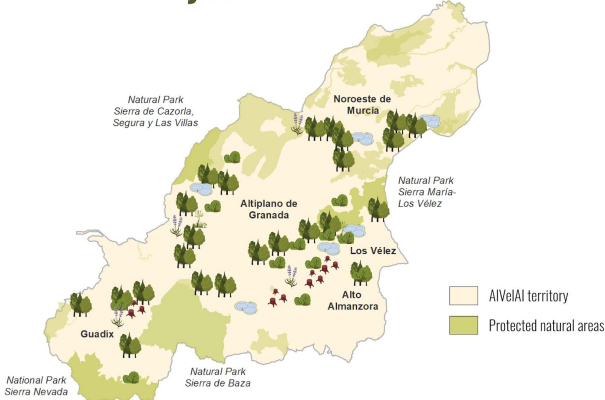 Natural Park
Sierra de Cazorla,
Segura y Las Villas
Noroeste de
Murcia
Natural Park
Sierra María-
Los Vélez
Altiplano de
Granada
Los Vélez
Alto
Almanzora
AlVelAl territory
Protected natural areas
Guadix
Natural Park
Sierra de Baza
National Park
Sierra Nevada